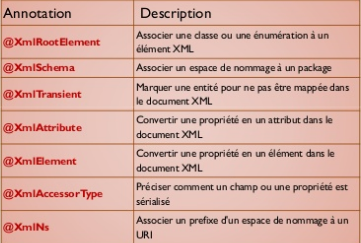 Annotation Description
@XmlRootElement Associer une classe ou une énumération à un
élément XML
@XmlSchema Associer un espace de nommage à un package
@XmlTransient Marquer une entité pour ne pas être mappée dans
le document XML
@XmlAttribute Convertir une propriété en un attribut dans le
document XML
@XmlElement Convertir une propriété en un élément dans le
document XML
@XmlAccessorType Préciser comment un champ ou une propriété est
sérialisé
@XmlNs Associer un prefixe d'un espace de nommage à un
URI